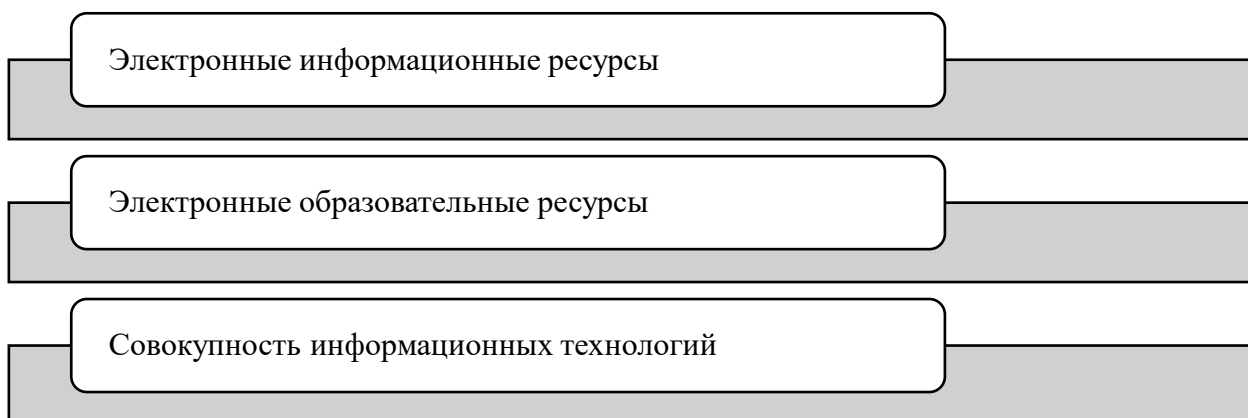 Электронные информационные ресурсы
Электронные образовательные ресурсы
Совокупность информационных технологий